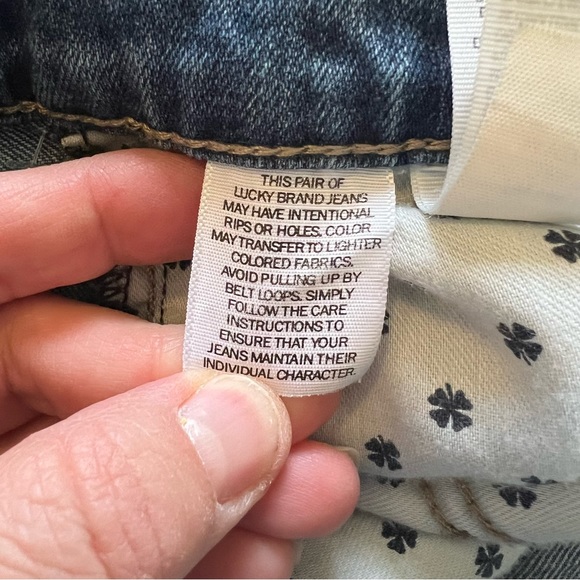 THIS PAIR OF
LUCKY BRAND JEANS
MAY HAVE INTENTIONAL
RIPS OR HOLES. COLOR
MAY TRANSFER TO LIGHTER
COLORED FABRICS.
AVOID PULLING UP BY
BELT LOOPS. SIMPLY
FOLLOW THE CARE
INSTRUCTIONS TO
ENSURE THAT YOUR
JEANS MAINTAIN THEIR
INDIVIDUAL CHARACTER.